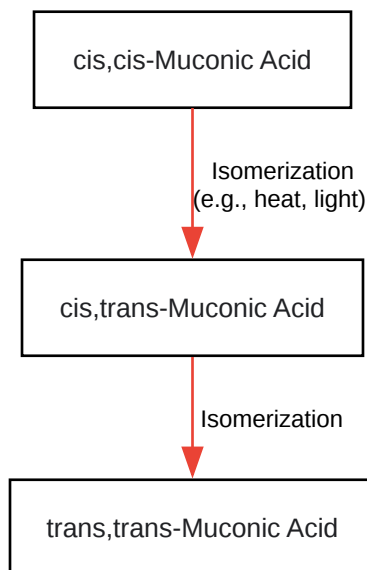 cis,cis-Muconic Acid
Isomerization
(e.g., heat, light)
cis,trans-Muconic Acid
Isomerization
trans,trans-Muconic Acid